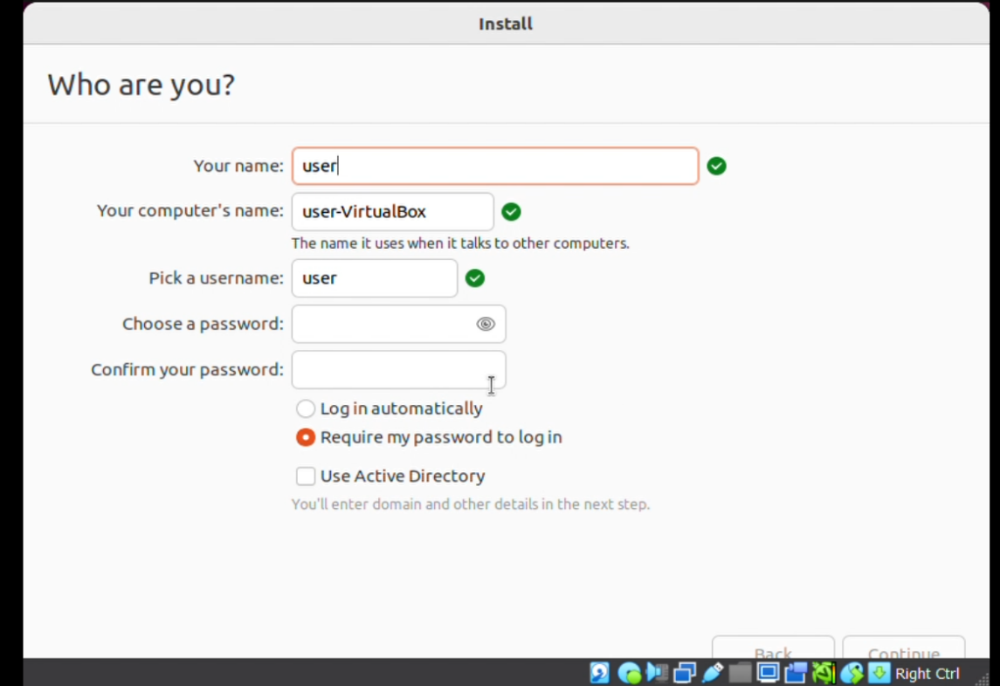 Install
Who are you?
Your name: user
Your computer's name: user-VirtualBox
The name it uses when it talks to other computers.
Pick a username: user
Choose a password:
Confirm your password:
Log in automatically
Require my password to log in
Use Active Directory
You'll enter domain and other details in the next step.
Back Continue
Right Ctrl